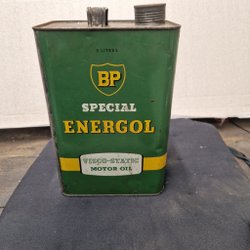 BP
SPECIAL
ENERGOL
VISCO-STATIC
MOTOR OIL